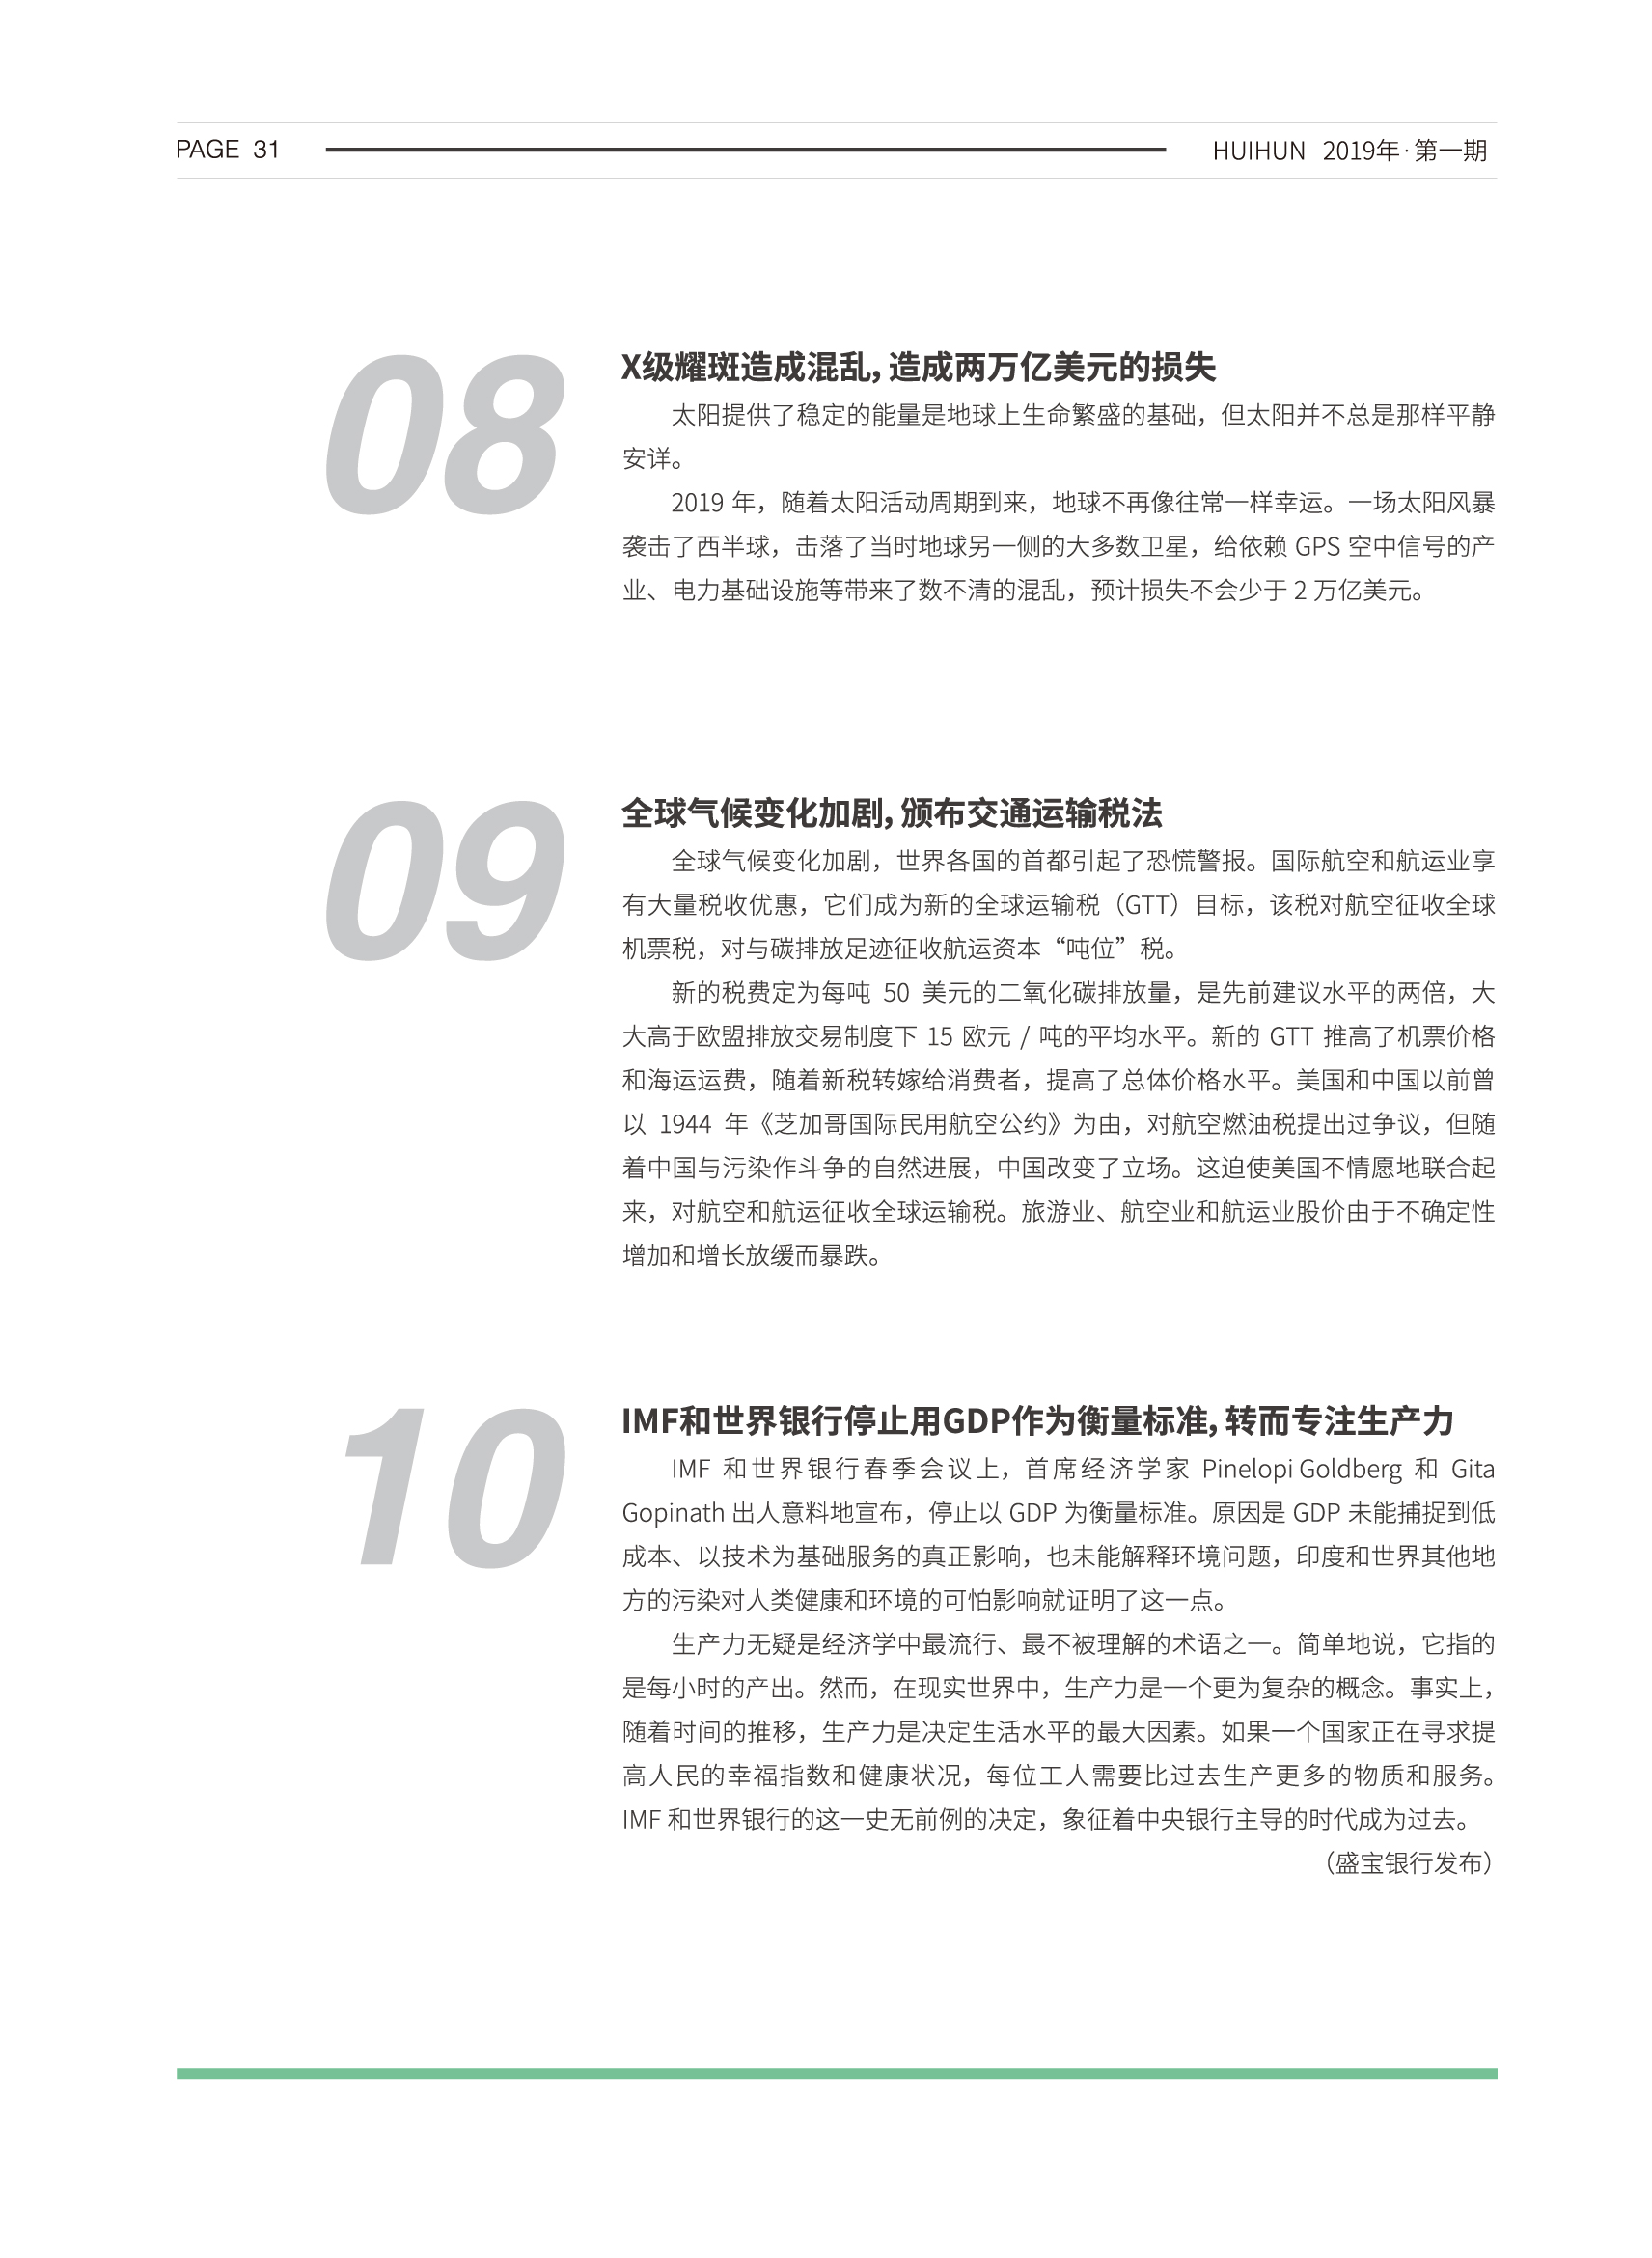 PAGE 31
HUIHUN 2019年·第一期
08
X级耀斑造成混乱，造成两万亿美元的损失
太阳提供了稳定的能量是地球上生命繁盛的基础，但太阳并不总是那样平静
安详。
2019 年，随着太阳活动周期到来，地球不再像往常一样幸运。一场太阳风暴
袭击了西半球，击落了当时地球另一侧的大多数卫星，给依赖 GPS 空中信号的产
业、电力基础设施等带来了数不清的混乱，预计损失不会少于 2 万亿美元。
09
全球气候变化加剧，颁布交通运输税法
全球气候变化加剧，世界各国的首都引起了恐慌警报。国际航空和航运业享
有大量税收优惠，它们成为新的全球运输税（GTT）目标，该税对航空征收全球
机票税，对与碳排放足迹征收航运资本“吨位”税。
新的税费定为每吨 50 美元的二氧化碳排放量，是先前建议水平的两倍，大
大高于欧盟排放交易制度下 15 欧元 / 吨的平均水平。新的 GTT 推高了机票价格
和海运运费，随着新税转嫁给消费者，提高了总体价格水平。美国和中国以前曾
以 1944 年《芝加哥国际民用航空公约》为由，对航空燃油税提出过争议，但随
着中国与污染作斗争的自然进展，中国改变了立场。这迫使美国不情愿地联合起
来，对航空和航运征收全球运输税。旅游业、航空业和航运业股价由于不确定性
增加和增长放缓而暴跌。
10
IMF和世界银行停止用GDP作为衡量标准，转而专注生产力
IMF 和世界银行春季会议上，首席经济学家 Pinelopi Goldberg 和 Gita
Gopinath 出人意料地宣布，停止以 GDP 为衡量标准。原因是 GDP 未能捕捉到低
成本、以技术为基础服务的真正影响，也未能解释环境问题，印度和世界其他地
方的污染对人类健康和环境的可怕影响就证明了这一点。
生产力无疑是经济学中最流行、最不被理解的术语之一。简单地说，它指的
是每小时的产出。然而，在现实世界中，生产力是一个更为复杂的概念。事实上，
随着时间的推移，生产力是决定生活水平的最大因素。如果一个国家正在寻求提
高人民的幸福指数和健康状况，每位工人需要比过去生产更多的物质和服务。
IMF 和世界银行的这一史无前例的决定，象征着中央银行主导的时代成为过去。
（盛宝银行发布）